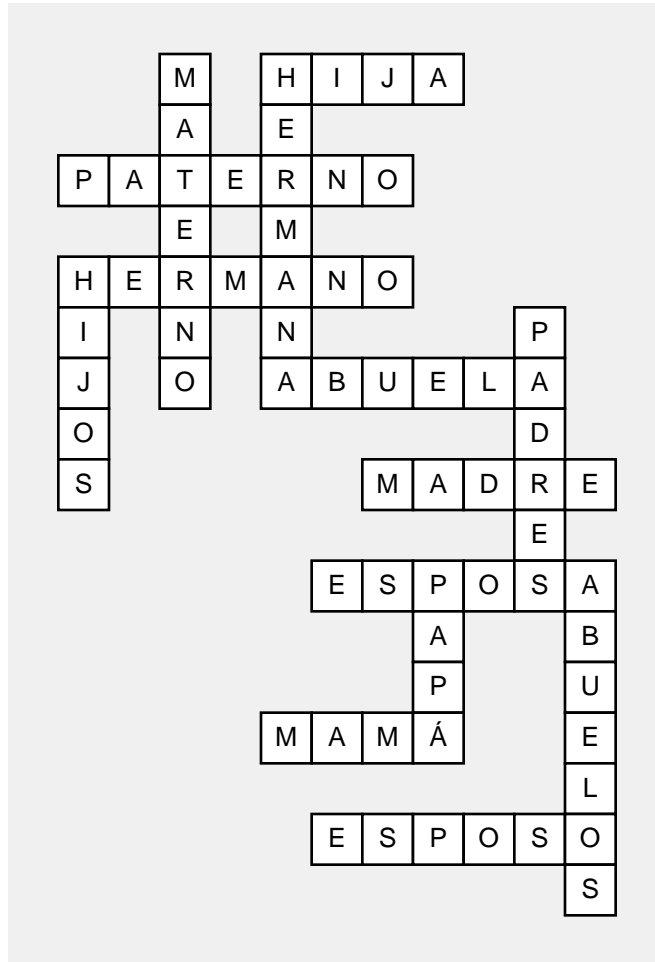 M H I J A
A E
P A T E R N O
E M
H E R M A N O
I N N P
J O A B U E L A
O D
S M A D R E
E
E S P O S A
A B
P U
M A M Á E
L
E S P O S O
S